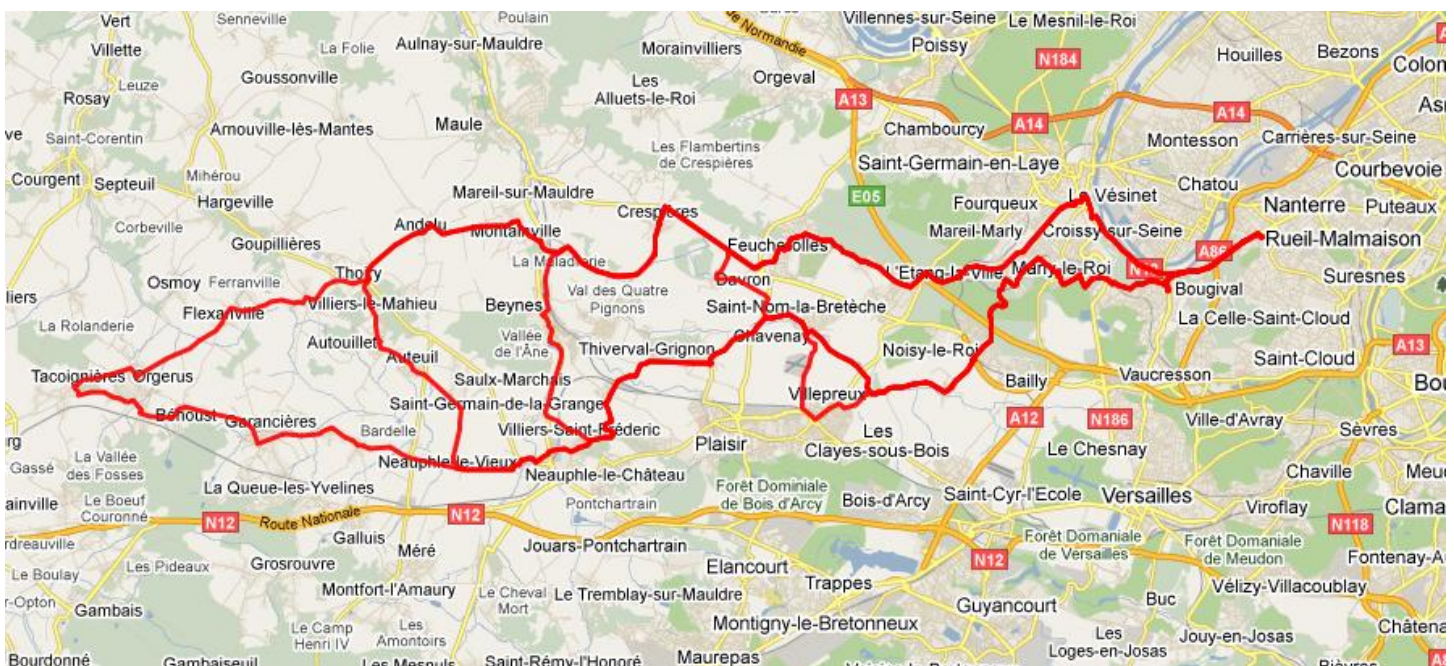 Vert
Senneville
Poulain
Villennes-sur-Seine
Le Mesnil-le-Roi
Villette
La Folie
Aulnay-sur-Mauldre
de Normandie
Morainvilliers
Poissy
N184
Houilles
Bezons
Leuze
Goussonville
Les
Alluets-le-Roi
Orgeval
Rosay
A13
A14
A14
Saint-Corentin
Arnouville-lès-Mantes
Maule
Chambourcy
Montesson
Carrières-sur-Seine
Les Flambertins
de Crespières
Saint-Germain-en-Laye
Courbevoie
Courgent
Septeuil
Mihérou
Mareil-sur-Mauldre
E05
Fourqueux
Le Vésinet
Chatou
Nanterre
Puteaux
Hargeville
Crespières
Corbeville
Andelu
Montainville
Feucherolles
Mareil-Marly
Croissy-sur-Seine
A86
Rueil-Malmaison
Goupillières
La Maladrerie
L'Etang-la-Ville
Marly-le-Roi
Suresnes
Osmoy
Ferranville
Thoiry
Davron
Bougival
Flexanville
Villiers-le-Mahieu
Beynes
Val des Quatre
Pignons
Saint-Nom-la-Bretèche
La Celle-Saint-Cloud
La Rolanderie
Autouillet
Vallée
de l'Âne
Thiverval-Grignon
Chavenay
Noisy-le-Roi
Saint-Cloud
A13
Auteuil
Tacoignières
Orgerus
Saulx-Marchais
Villepreux
Bailly
Vaucresson
Saint-Germain-de-la-Grange
A12
N186
Ville-d'Avray
Béhoust
Garancières
Bardelle
Villiers-Saint-Fréderic
Plaisir
Les
Clayes-sous-Bois
Le Chesnay
Sèvres
Gassé
La Vallée
des Fosses
Neauphle-le-Vieux
Neauphle-le-Château
Chaville
La Queue-les-Yvelines
Pontchartrain
Forêt Dominiale
de Bois d'Arcy
Bois-d'Arcy
Saint-Cyr-l'Ecole
Versailles
Viroflay
Le Boeuf
Couronné
N12
Route Nationale
N12
N118
Galluis
Méré
Jouars-Pontchartrain
Forêt Domaniale
de Versailles
Forêt Domaniale
de Meudon
N12
Les Pideaux
Grosrouvre
Elancourt
Trappes
Le Boulay
Montfort-l'Amaury
Le Cheval
Mort
Le Tremblay-sur-Mauldre
Vélizy-Villacoublay
Gambais
Guyancourt
Buc
Le Camp
Henri IV
Les
Amontoirs
Montigny-le-Bretonneux
Les
Loges-en-Josas
Jouy-en-Josas
Bourdonné
Gambaiseuil
Les Mesnuls
Saint-Rémy-l'Honoré
Maurepas
Bièvres